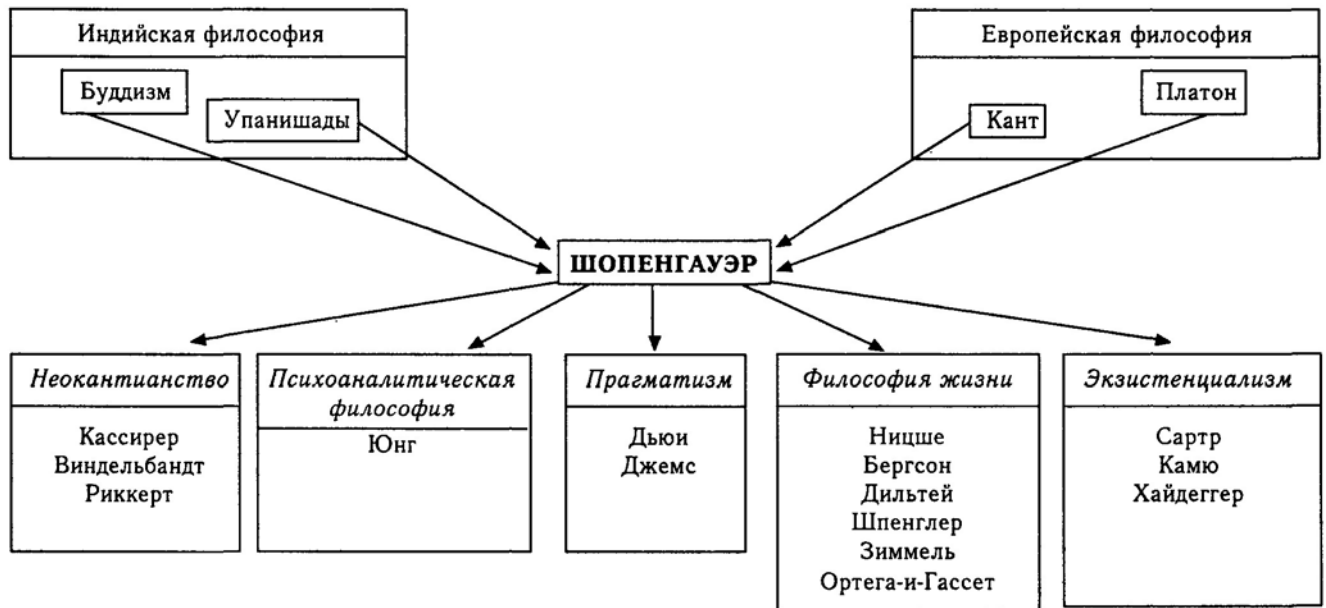 Индийская философия
Буддизм
Упанишады
Европейская философия
Платон
Кант
ШОПЕНГАУЭР
Неокантианство
Кассирер
Виндельбандт
Риккерт
Психоаналитическая
философия
Юнг
Прагматизм
Дьюи
Джемс
Философия жизни
Ницше
Бергсон
Дильтей
Шпенглер
Зиммель
Ортега-и-Гассет
Экзистенциализм
Сартр
Камю
Хайдеггер